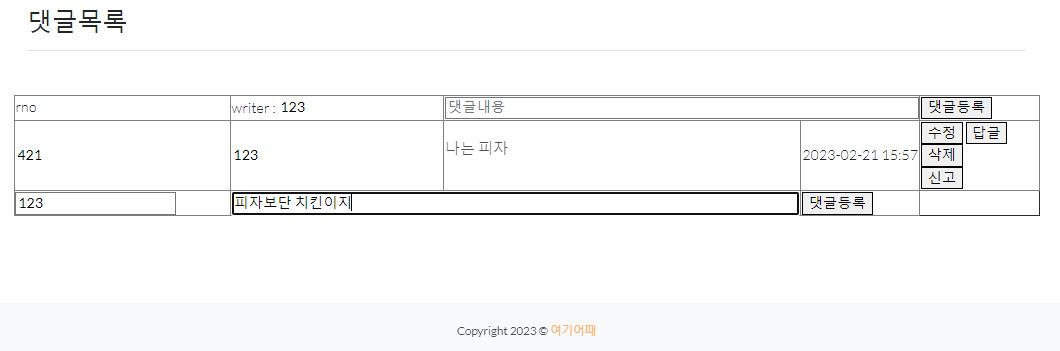 댓글목록
rno writer : 123 댓글내용 댓글등록
421 123 나는 피자 2023-02-21 15:57 수정 답글
삭제
신고
123 피자보단 치킨이지 댓글등록
Copyright 2023 © 여기어때